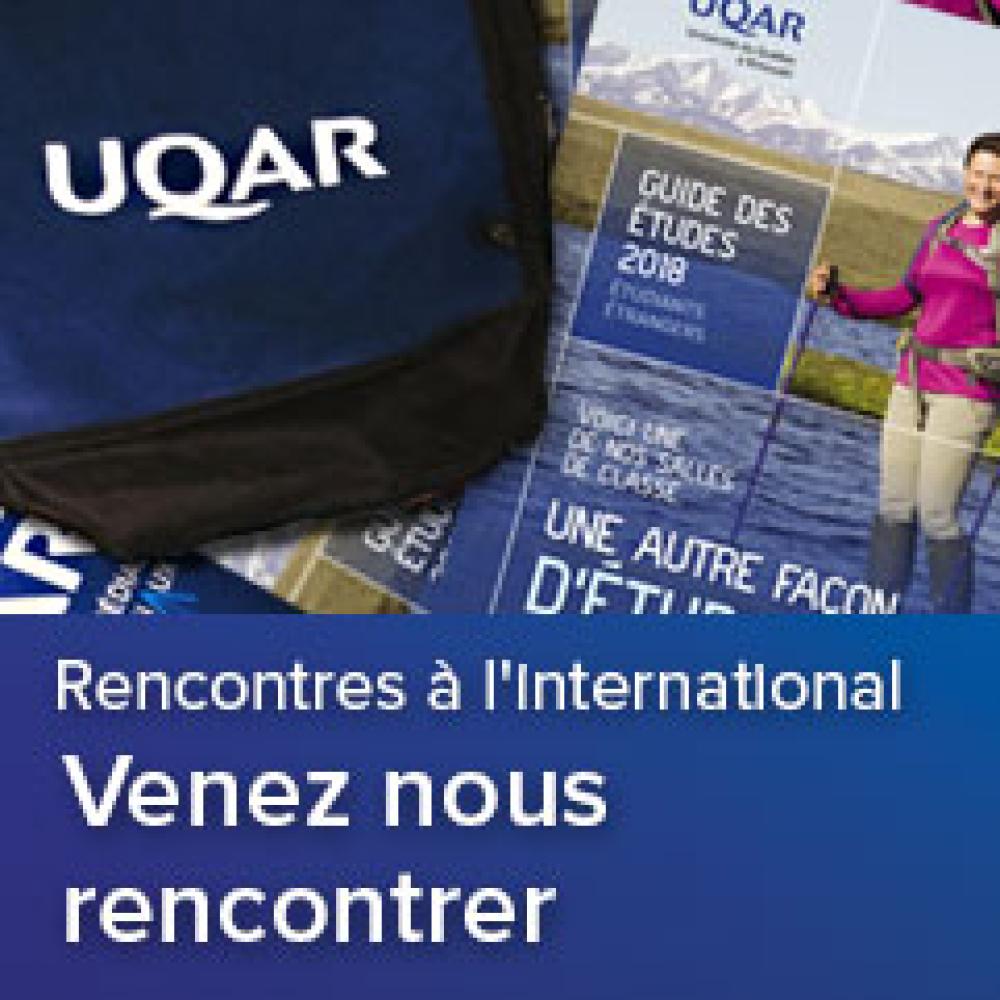 UQAR
UQAR
GUIDE DES
ÉTUDES
2018
ÉTUDIANTS
ÉTRANGERS
VOICI UNE
DE NOS SALLES
DE CLASSE
UNE AUTRE FAÇON
Rencontres à l'International
Venez nous
rencontrer